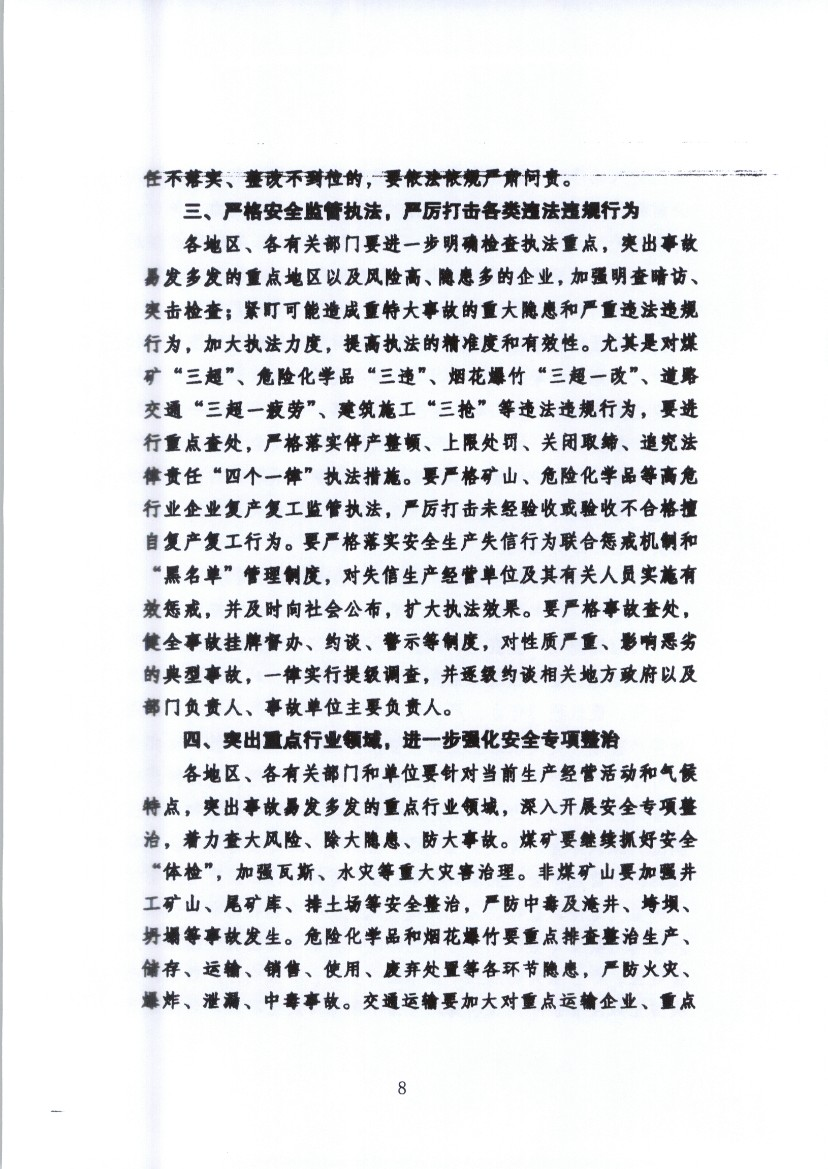 任不落实、整改不到位的，要依法依规严肃问责。
三、严格安全监管执法，严厉打击各类违法违规行为
各地区、各有关部门要进一步明确检查执法重点，突出事故
易发多发的重点地区以及风险高、隐患多的企业，加强明查暗访、
突击检查；紧盯可能造成重特大事故的重大隐患和严重违法违规
行为，加大执法力度，提高执法的精准度和有效性。尤其是对煤
矿“三超”、危险化学品“三违”、烟花爆竹“三超一改”、道路
交通“三超一疲劳”、建筑施工“三抢”等违法违规行为，要进
行重点查处，严格落实停产整顿、上限处罚、关闭取缔、追究法
律责任“四个一律”执法措施。要严格矿山、危险化学品等高危
行业企业复产复工监管执法，严厉打击未经验收或验收不合格擅
自复产复工行为。要严格落实安全生产失信行为联合惩戒机制和
“黑名单”管理制度，对失信生产经营单位及其有关人员实施有
效惩戒，并及时向社会公布，扩大执法效果。要严格事故查处，
健全事故挂牌督办、约谈、警示等制度，对性质严重、影响恶劣
的典型事故，一律实行提级调查，并逐级约谈相关地方政府以及
部门负责人、事故单位主要负责人。
四、突出重点行业领域，进一步强化安全专项整治
各地区、各有关部门和单位要针对当前生产经营活动和气候
特点，突出事故易发多发的重点行业领域，深入开展安全专项整
治，着力查大风险、除大隐患、防大事故。煤矿要继续抓好安全
“体检”，加强瓦斯、水灾等重大灾害治理。非煤矿山要加强井
工矿山、尾矿库、排土场等安全整治，严防中毒及淹井、垮坝、
坍塌等事故发生。危险化学品和烟花爆竹要重点排查整治生产、
储存、运输、销售、使用、废弃处置等各环节隐患，严防火灾、
爆炸、泄漏、中毒事故。交通运输要加大对重点运输企业、重点
8